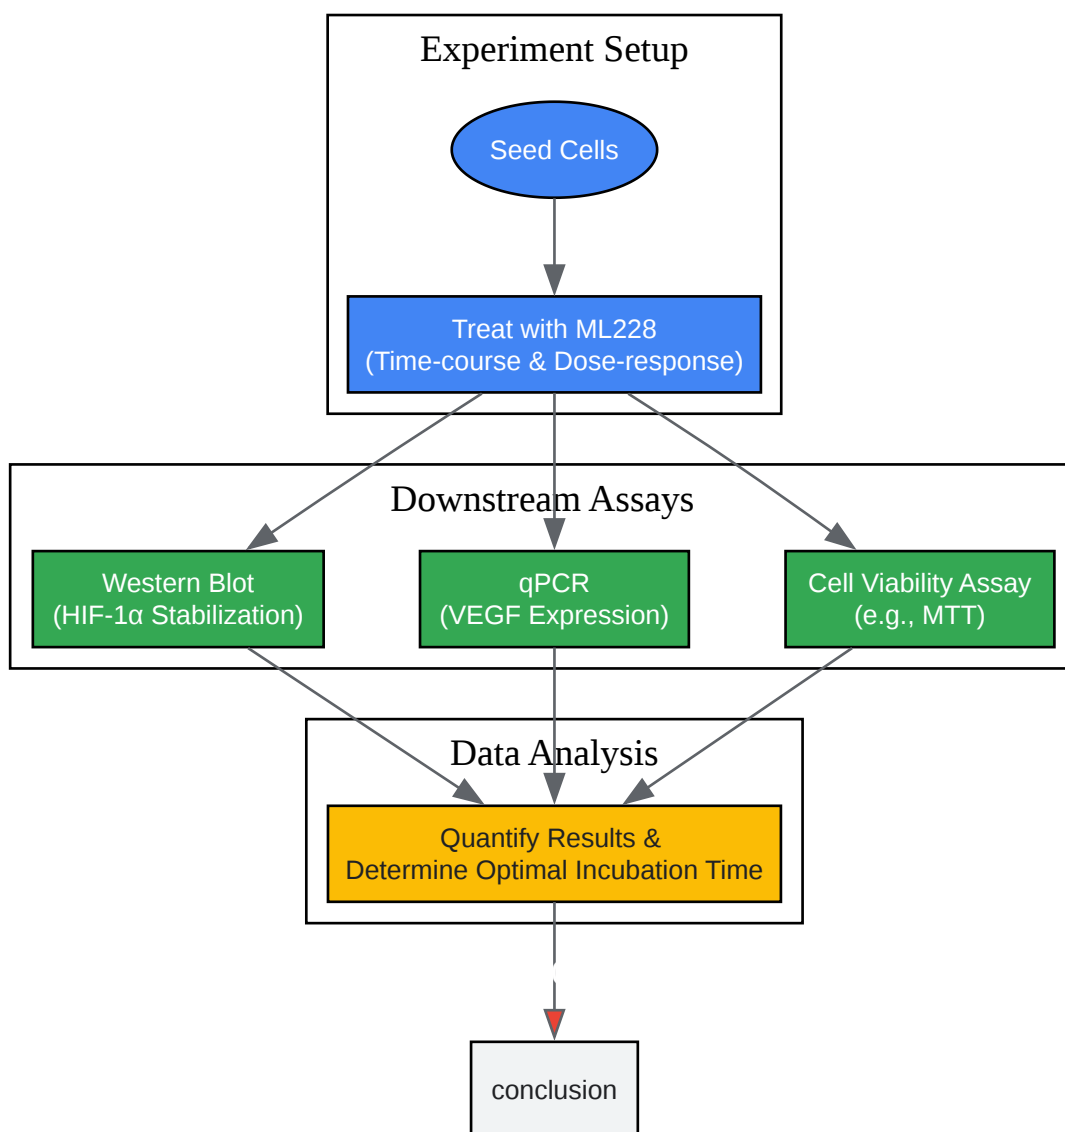 Experiment Setup
Seed Cells
Treat with ML228
(Time-course & Dose-response)
Downstream Assays
Western Blot
(HIF-1α Stabilization)
qPCR
(VEGF Expression)
Cell Viability Assay
(e.g., MTT)
Data Analysis
Quantify Results &
Determine Optimal Incubation Time
conclusion